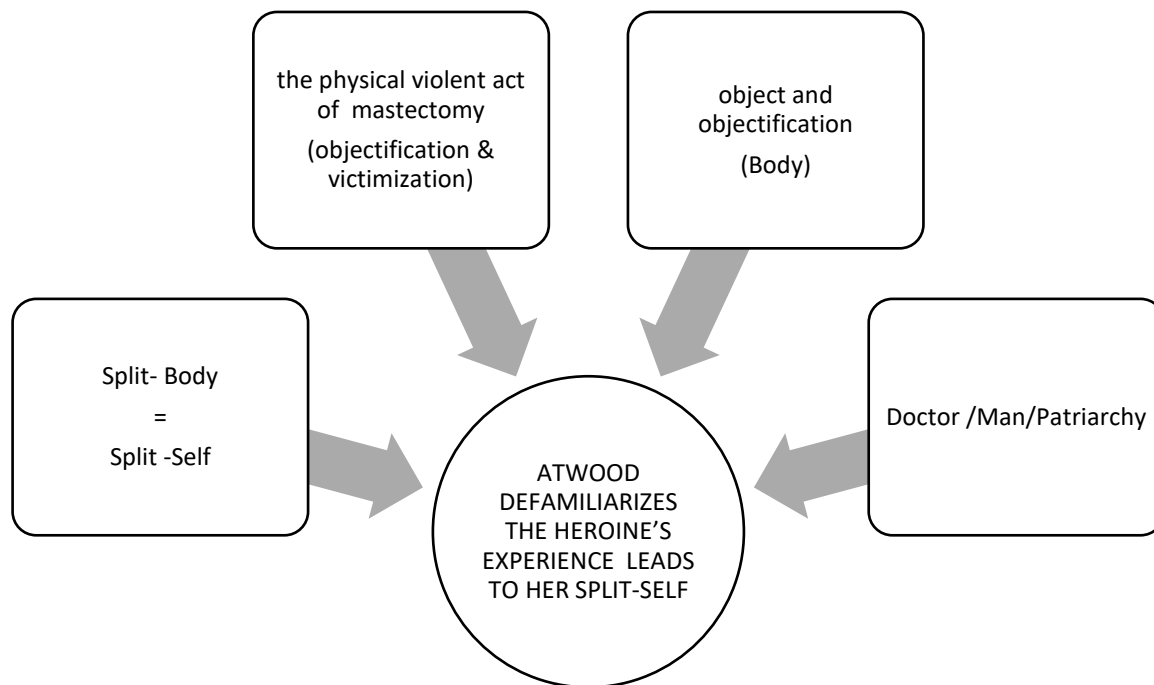 the physical violent act
of mastectomy
(objectification &
victimization)
object and
objectification
(Body)
Split- Body
=
Split -Self
Doctor /Man/Patriarchy
ATWOOD
DEFAMILIARIZES
THE HEROINE’S
EXPERIENCE LEADS
TO HER SPLIT-SELF